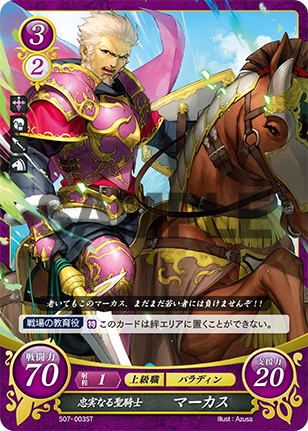 3
2
SAMPLE
老いてもこのマーカス、まだまだ若い者には負けませんぞ!!
戦場の教育役 特 このカードは絆エリアに置くことができない。
戦闘力
70
射程 1 上級職 パラディン
支援力
20
忠実なる聖騎士 マーカス
S07-003ST
Illust:Azusa